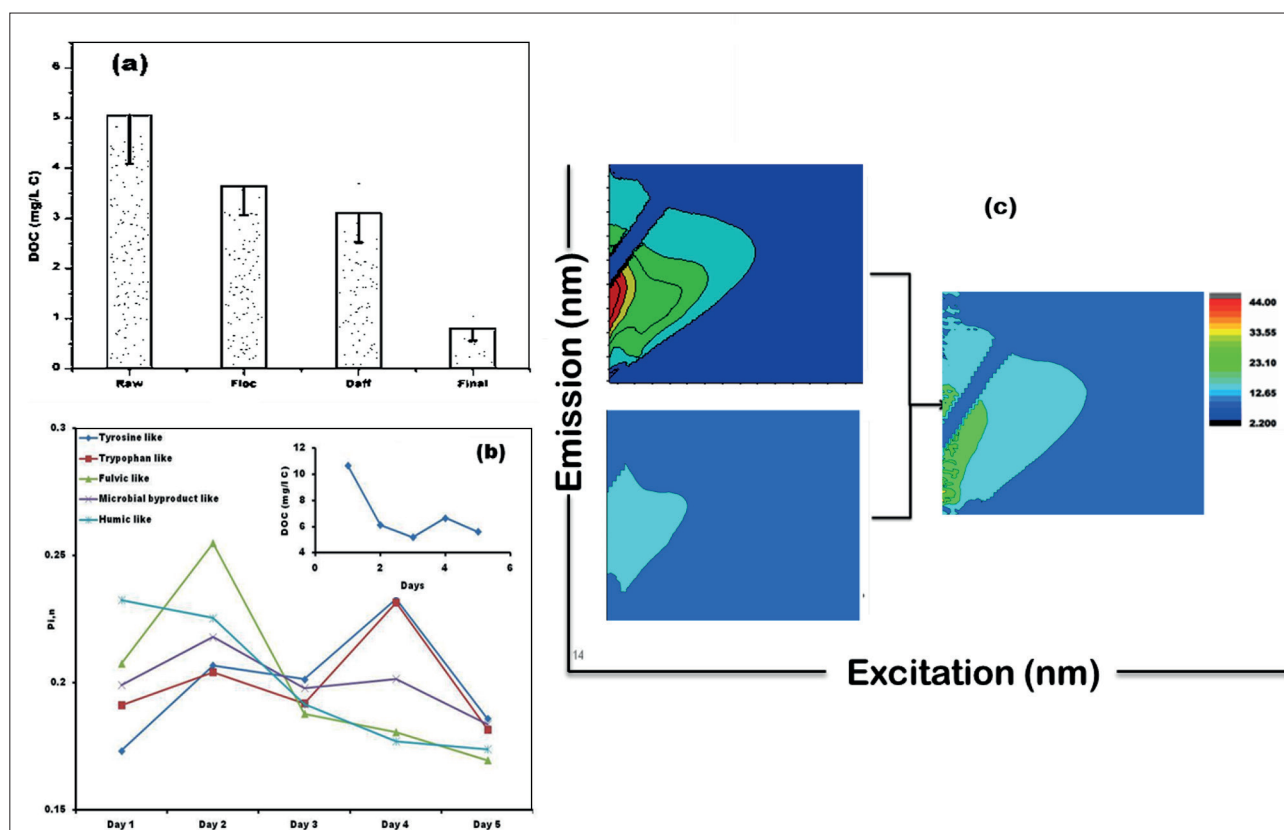 (a)
6
5
4
3
2
1
0
DOC (mg/L C)
Raw Floc Daff Final
(b)
0.3
0.25
0.2
0.15
Pi,n
Tyrosine like
Trypophan like
Fulvic like
Microbial byproduct like
Humic like
12
10
8
6
4
DOC (mg/l C)
0 2 4 6
Days
Day 1 Day 2 Day 3 Day 4 Day 5
(c)
Emission (nm)
44.00
33.55
23.10
12.65
2.200
14
Excitation (nm)